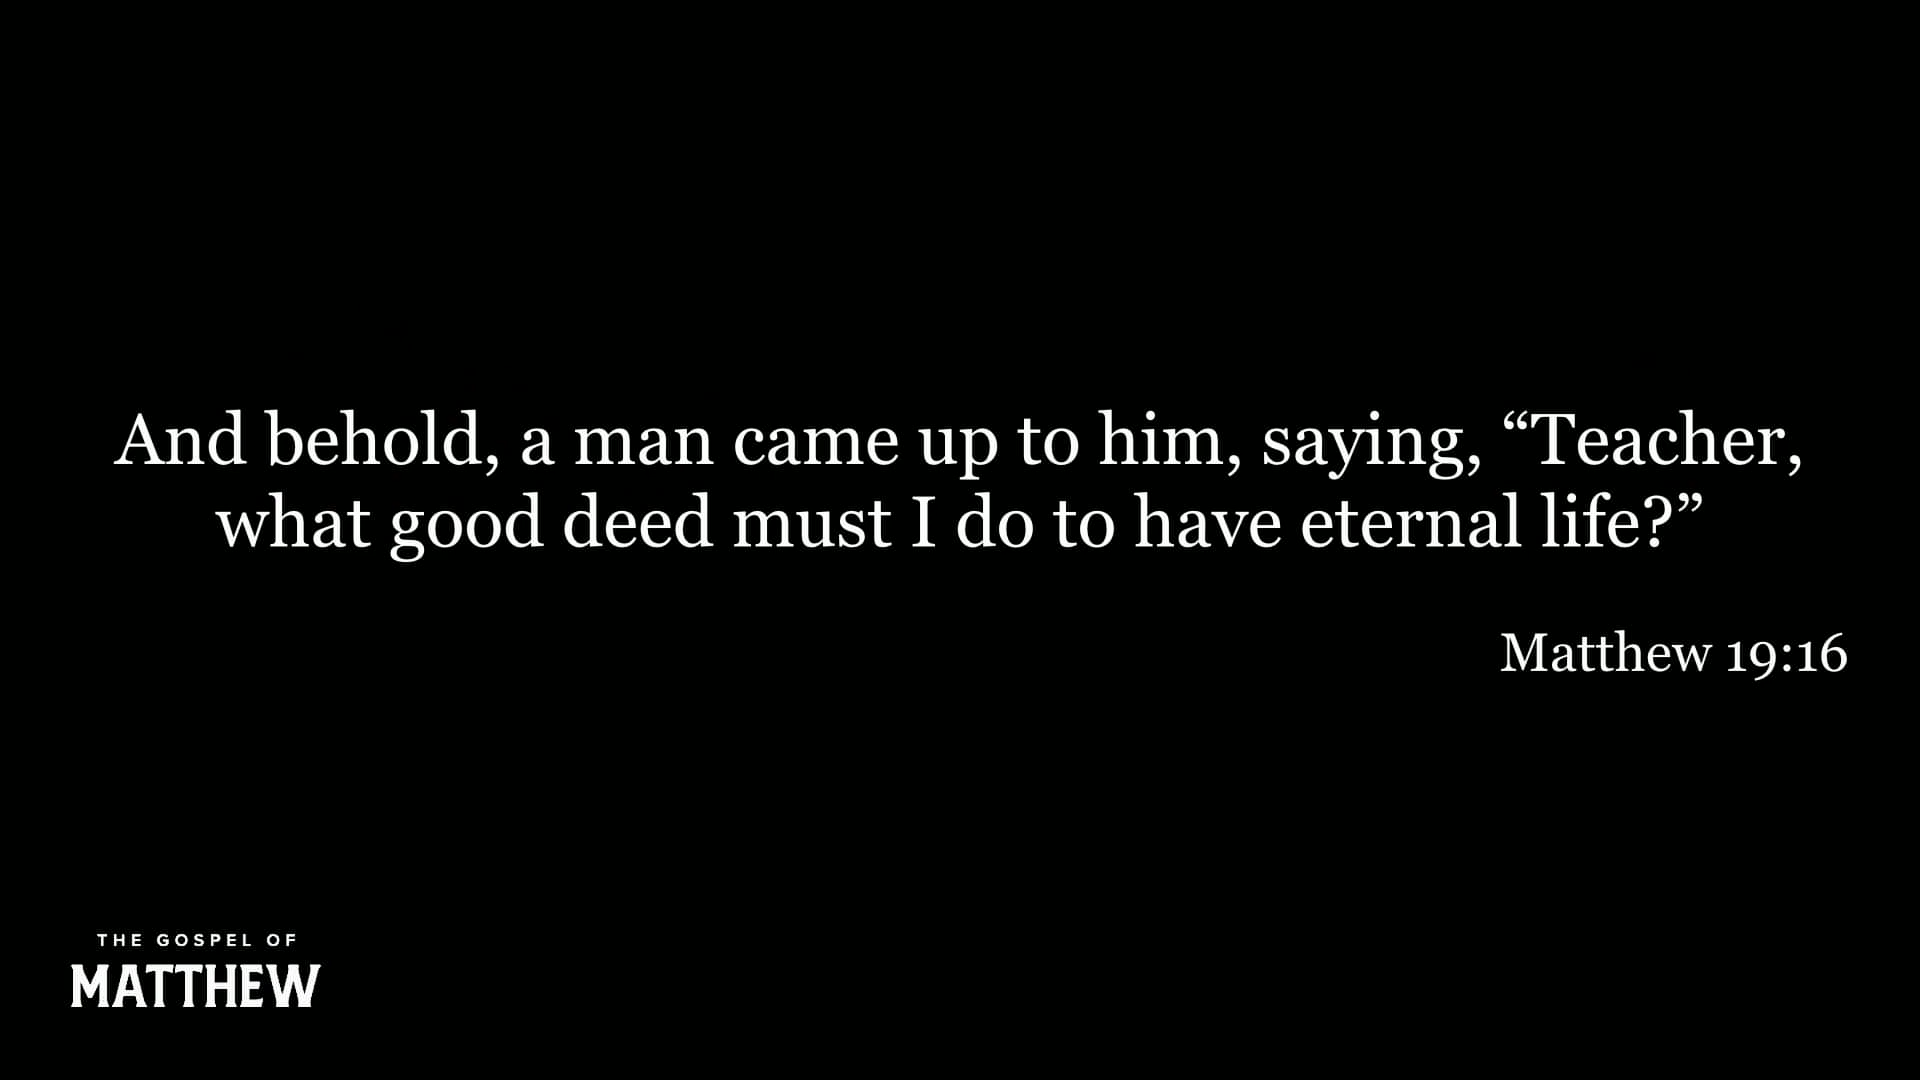 And behold, a man came up to him, saying, “Teacher,
what good deed must I do to have eternal life?”
Matthew 19:16
THE GOSPEL OF
MATTHEW